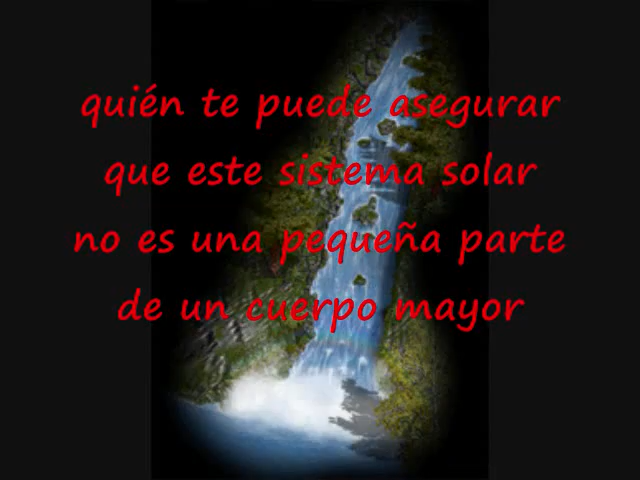 quién te puede asegurar
que este sistema solar
no es una pequeña parte
de un cuerpo mayor